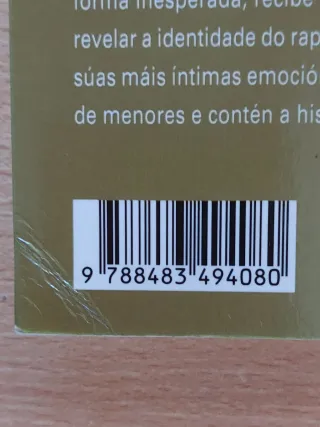 forma inesperada, recibe
revelar a identidade do rap
súas máis íntimas emoció
de menores e contén a his
9 788483 494080